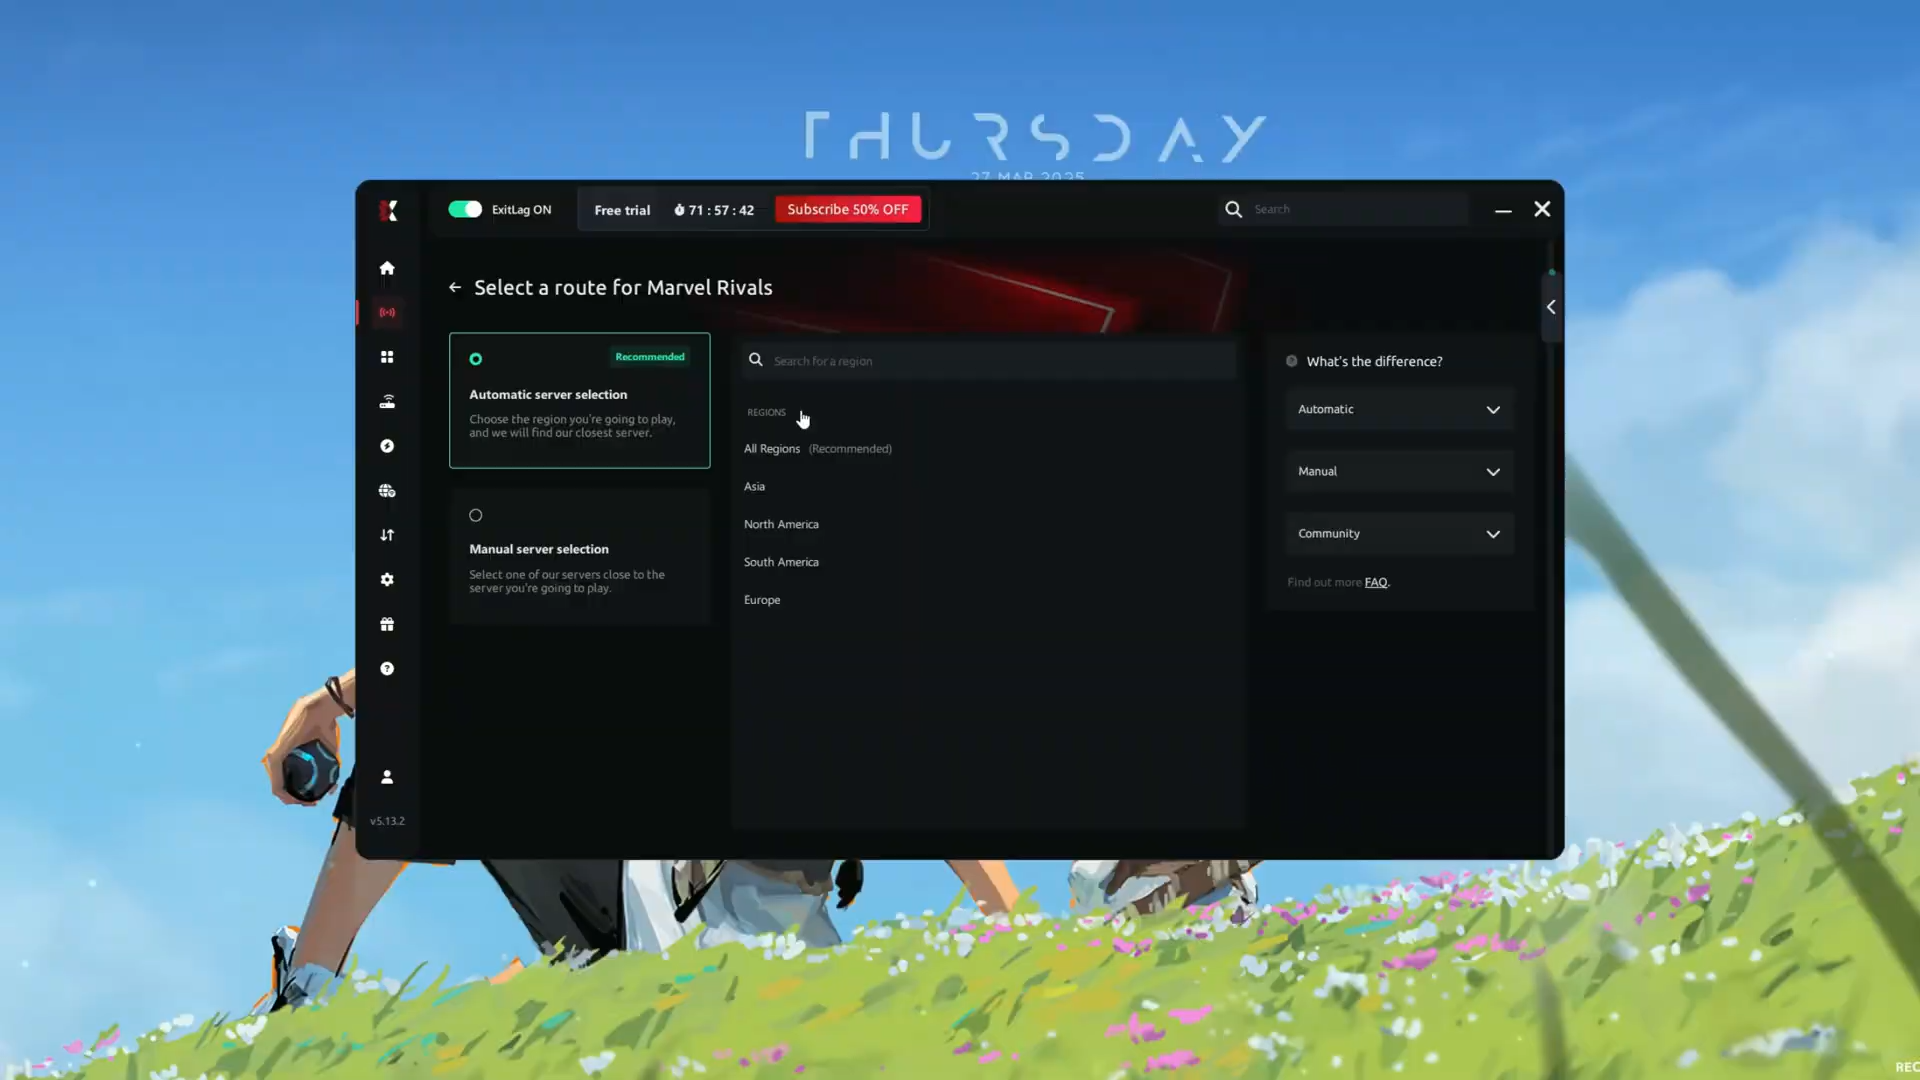 THURSDAY
27 MAR 2025
ExitLag ON
Free trial
71 : 57 : 42
Subscribe 50% OFF
Search
Select a route for Marvel Rivals
Recommended
Automatic server selection
Choose the region you're going to play,
and we will find our closest server.
Manual server selection
Select one of our servers close to the
server you're going to play.
Search for a region
REGIONS
All Regions (Recommended)
Asia
North America
South America
Europe
What's the difference?
Automatic
Manual
Community
Find out more FAQ.
v5.13.2
REC